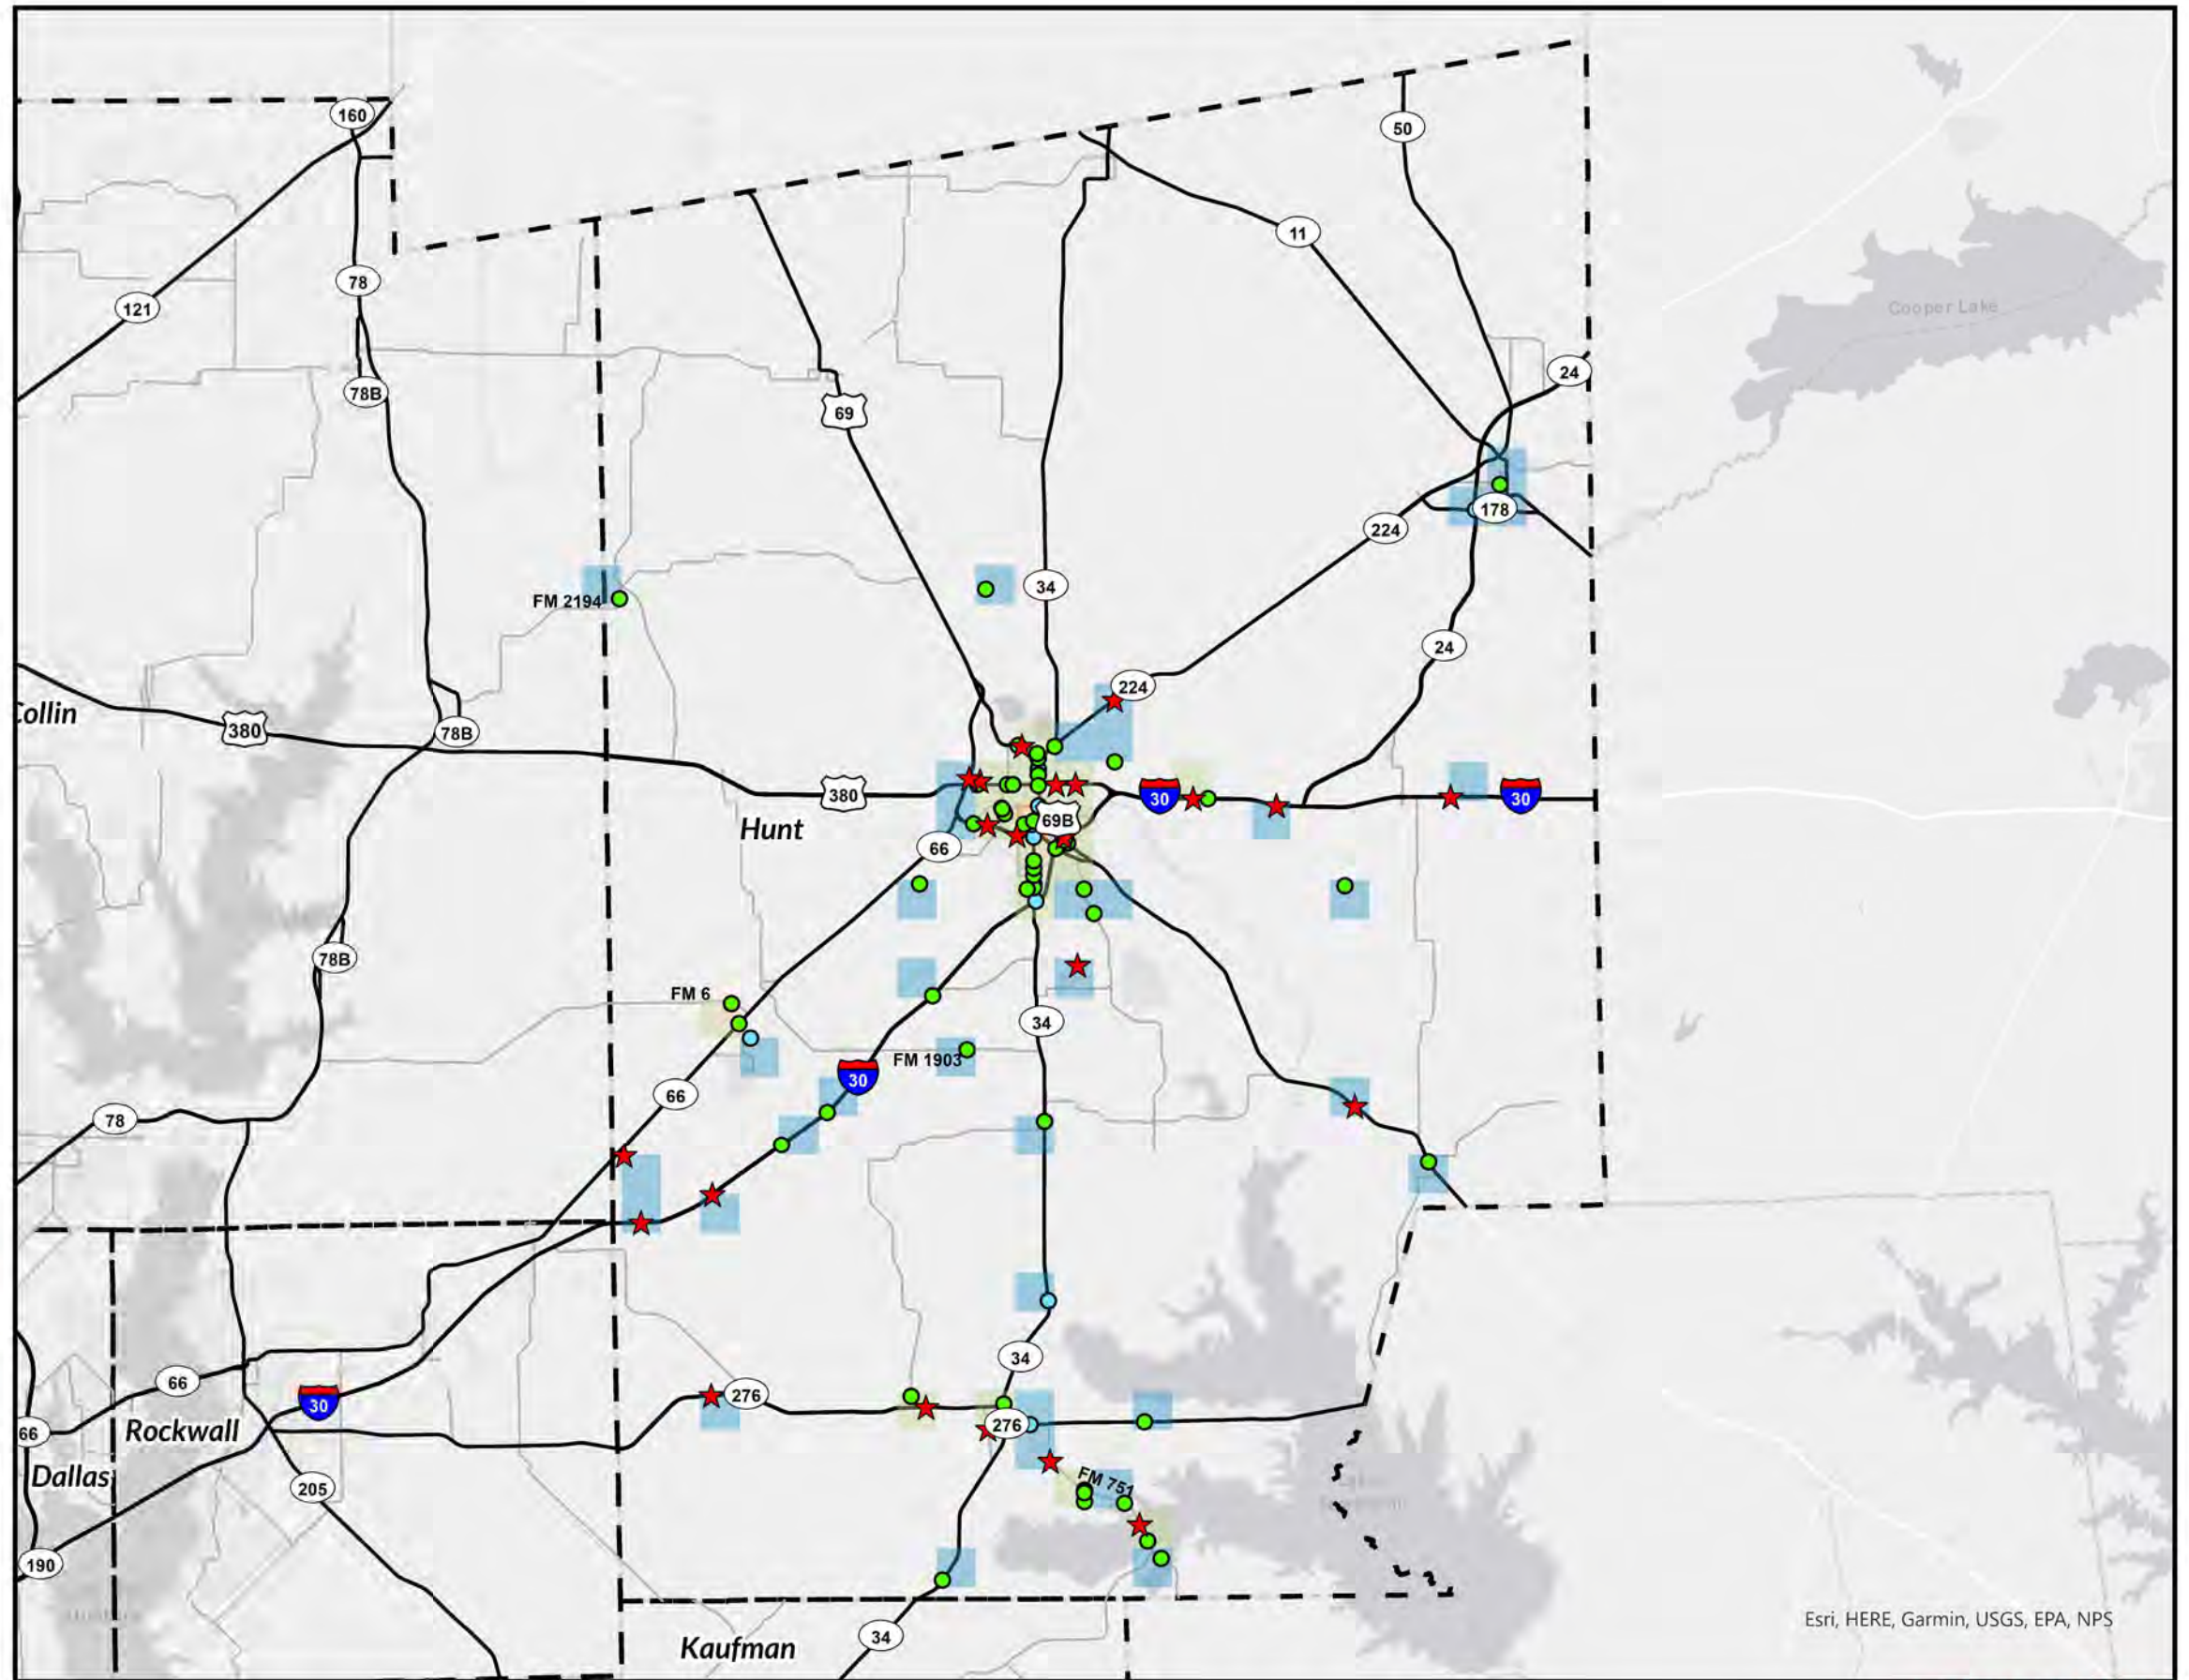 160
50
11
78
Cooper Lake
121
24
78B
69
178
224
34
FM 2194
24
224
Collin
380
78B
380
30
30
69B
Hunt
66
78B
FM 6
34
FM 1903
30
66
78
34
66
276
30
276
66
Rockwall
Dallas
FM 751
205
190
Esri, HERE, Garmin, USGS, EPA, NPS
34
Kaufman